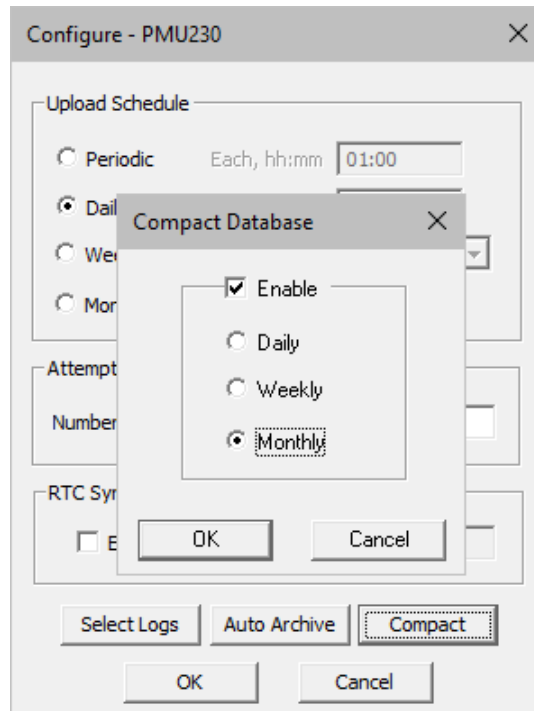 Configure - PMU230
Upload Schedule
Periodic Each, hh:mm 01:00
Compact Database
Enable
Daily
Weekly
Monthly
OK Cancel
Number
Select Logs Auto Archive Compact
OK Cancel